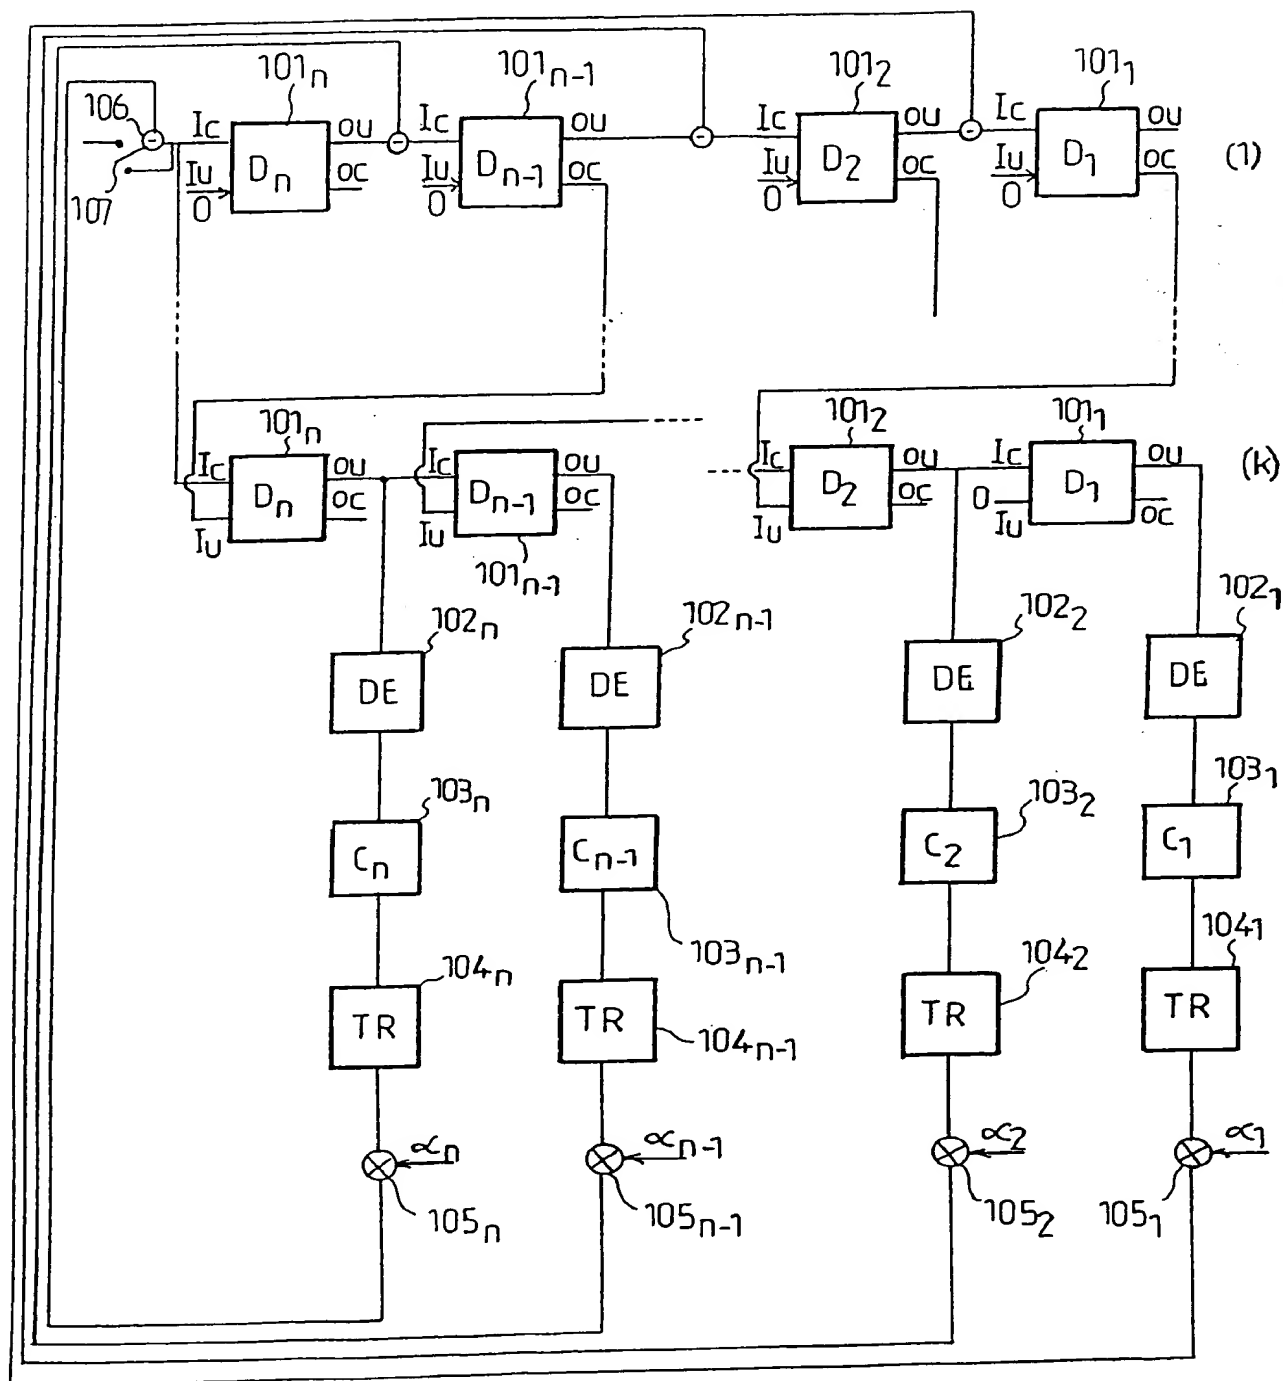 101n 101n-1 1012 1011
106 Ic Dn OU OC Iu 0 Ic Dn-1 OU OC Iu 0 Ic D2 OU OC Iu 0 Ic D1 OU OC Iu 0 (1)
107
101n 1012 1011
Ic Dn OU OC Iu Ic Dn-1 OU OC Iu Ic D2 OU OC Iu Ic D1 OU OC 0 Iu (k)
101n-1
102n 102n-1 1022 1021
DE DE DE DE
103n 1032 1031
Cn Cn-1 C2 C1
103n-1
104n 1042 1041
TR TR TR TR
104n-1
∝n ∝n-1 ∝2 ∝1
105n 105n-1 1052 1051